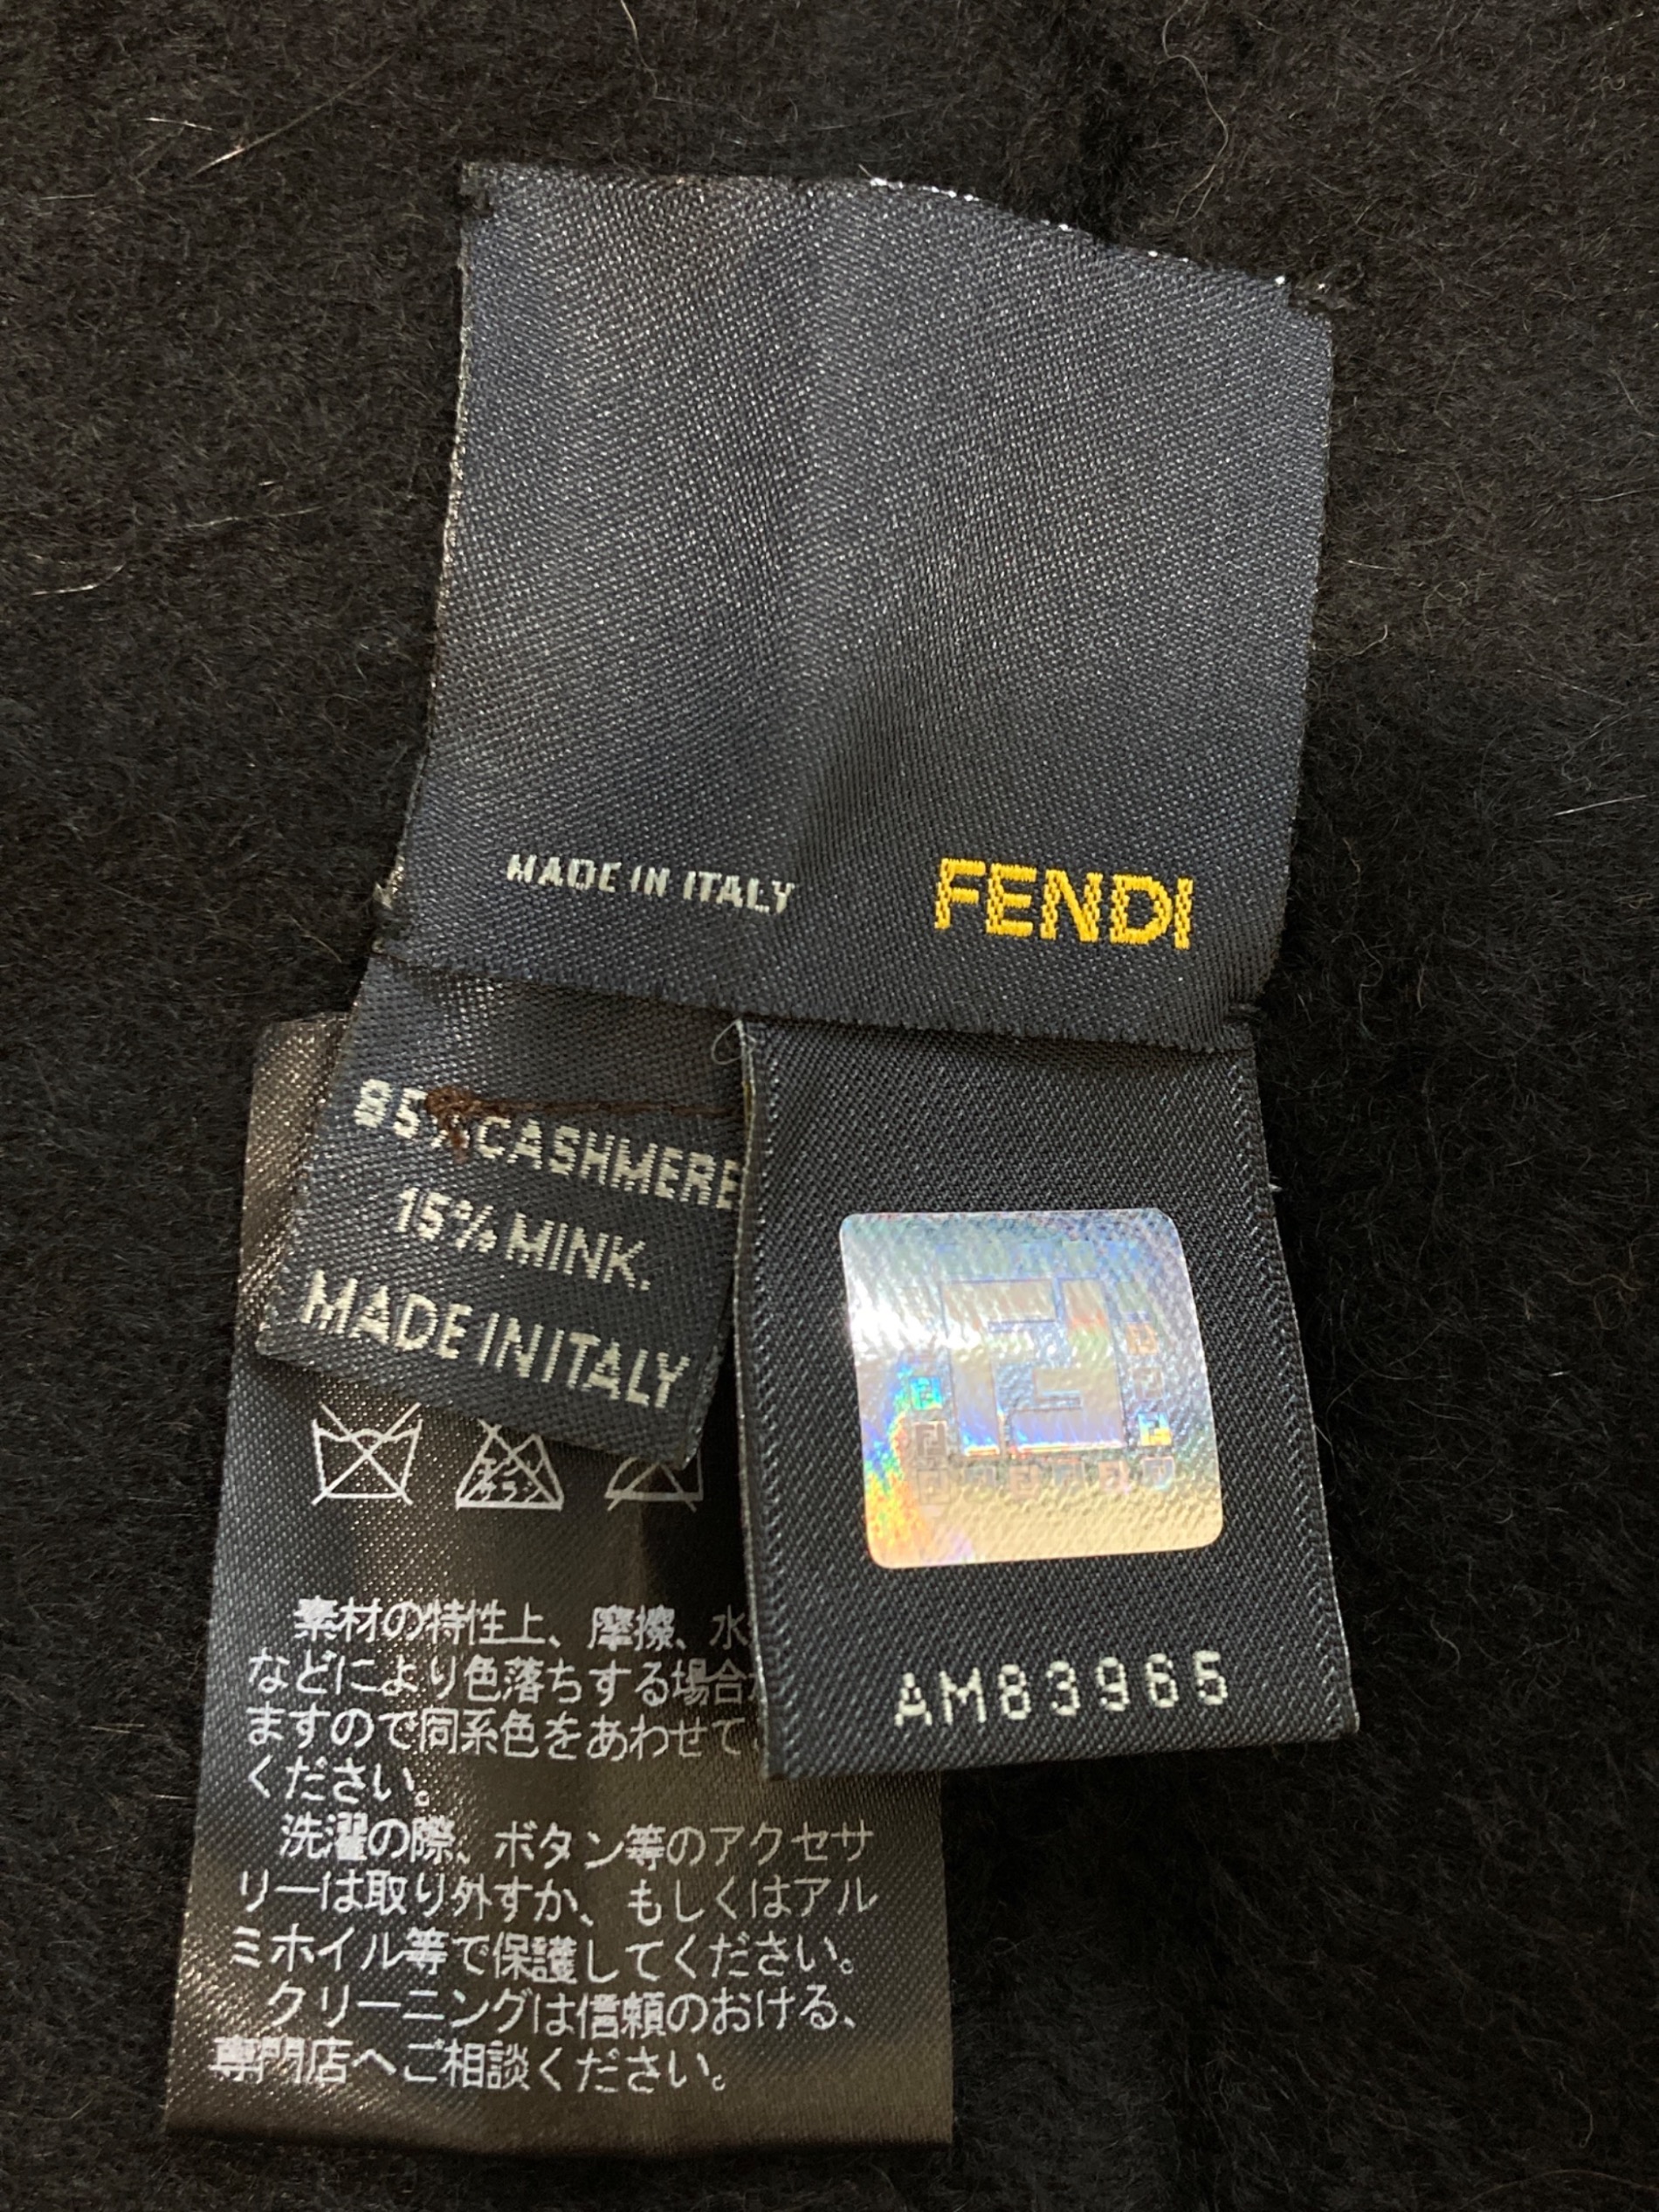 MADE IN ITALY
FENDI
85% CASHMERE
15% MINK.
MADE IN ITALY
AM83965
素材の特性上、摩擦、水
などにより色落ちする場合
ますので同系色をあわせて
ください。
洗濯の際、ボタン等のアクセサ
リーは取り外すか、もしくはアル
ミホイル等で保護してください。
クリーニングは信頼のおける、
専門店へご相談ください。